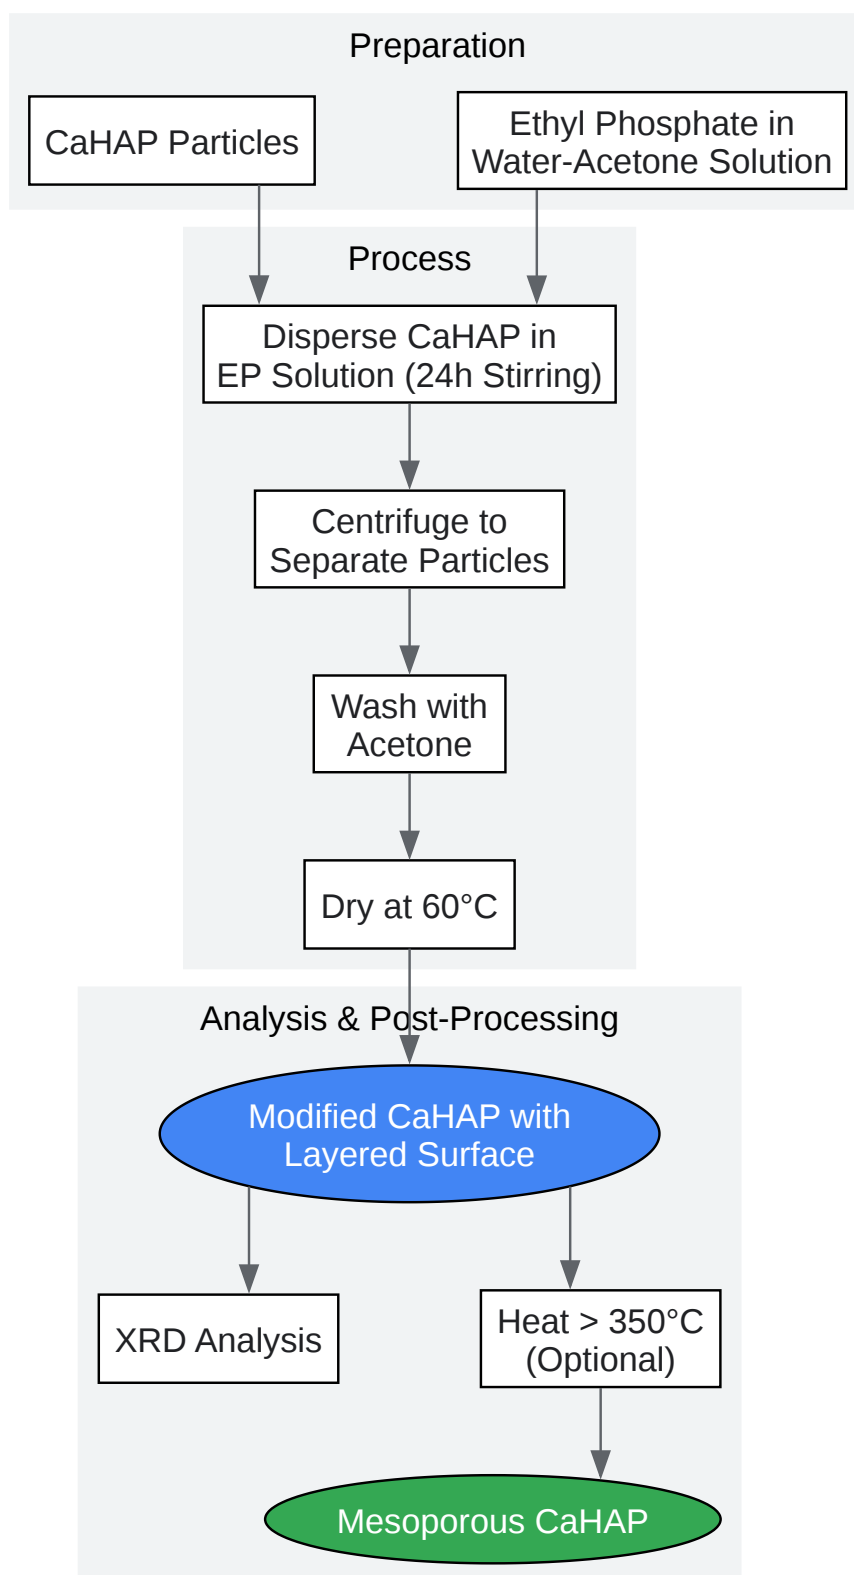 Preparation
CaHAP Particles
Ethyl Phosphate in
Water-Acetone Solution
Process
Disperse CaHAP in
EP Solution (24h Stirring)
Centrifuge to
Separate Particles
Wash with
Acetone
Dry at 60°C
Analysis & Post-Processing
Modified CaHAP with
Layered Surface
XRD Analysis
Heat > 350°C
(Optional)
Mesoporous CaHAP